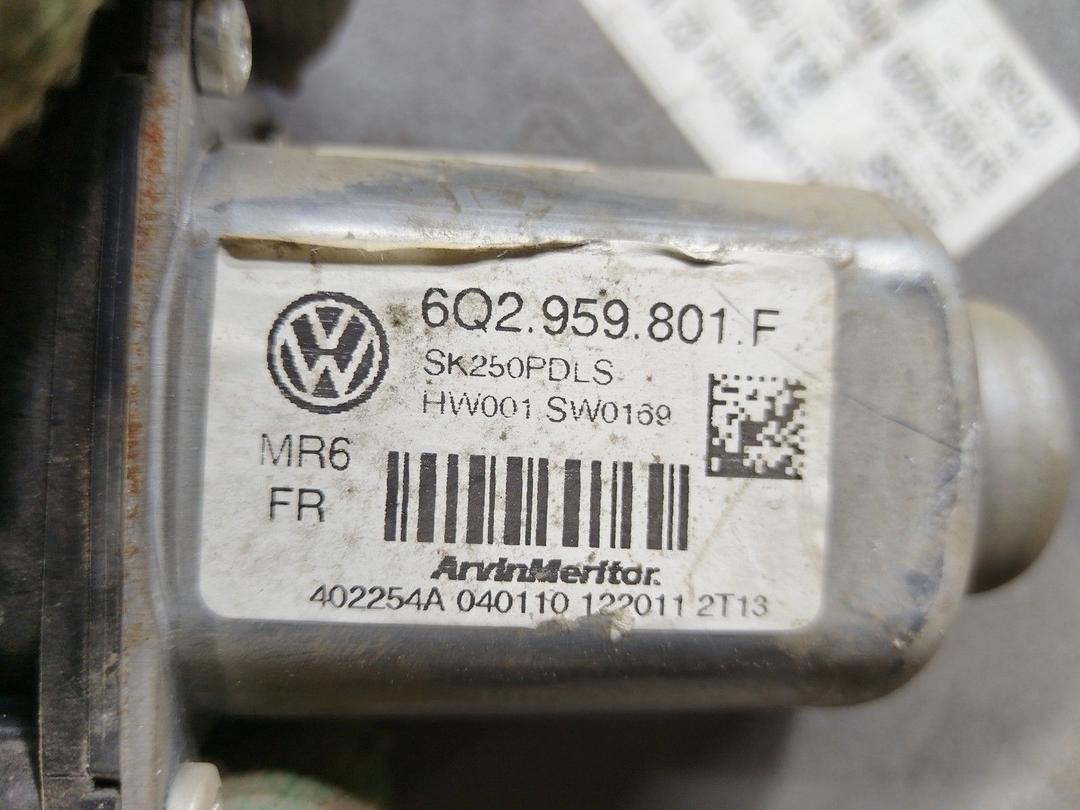 6Q2.959.801.F
SK250PDLS
HW001 SW0169
MR6
FR
ArvinMeritor.
402254A 040110 122011 2T13